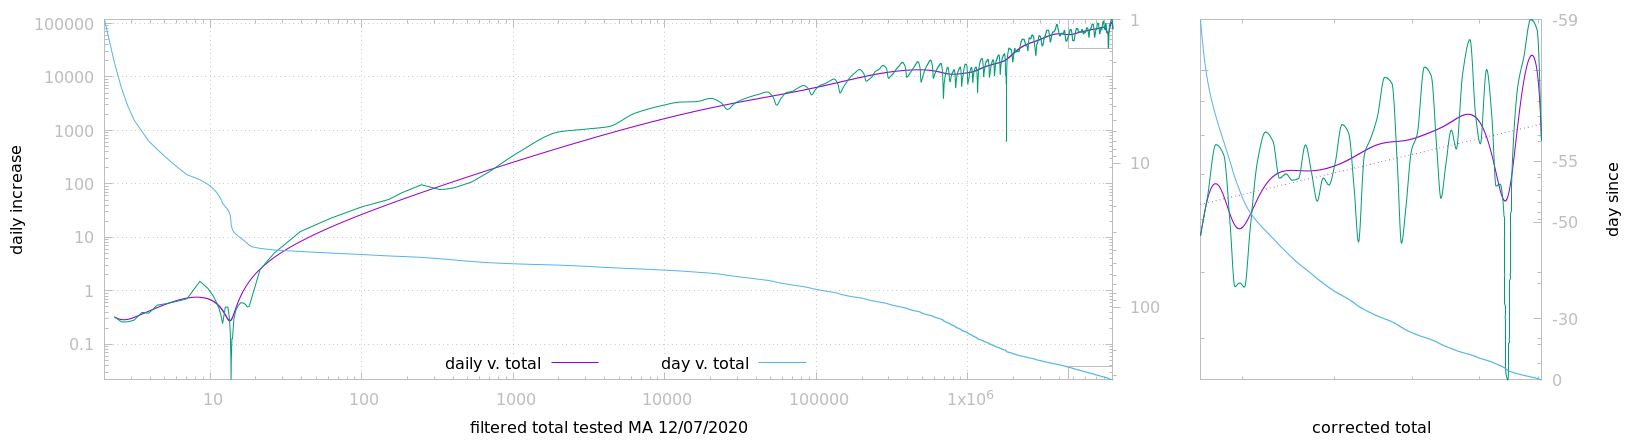 100000
10000
1000
100
10
1
0.1
daily increase
daily v. total
day v. total
10
100
1000
10000
100000
1x10⁶
filtered total tested MA 12/07/2020
1
10
100
-59
-55
-50
-30
0
day since
corrected total